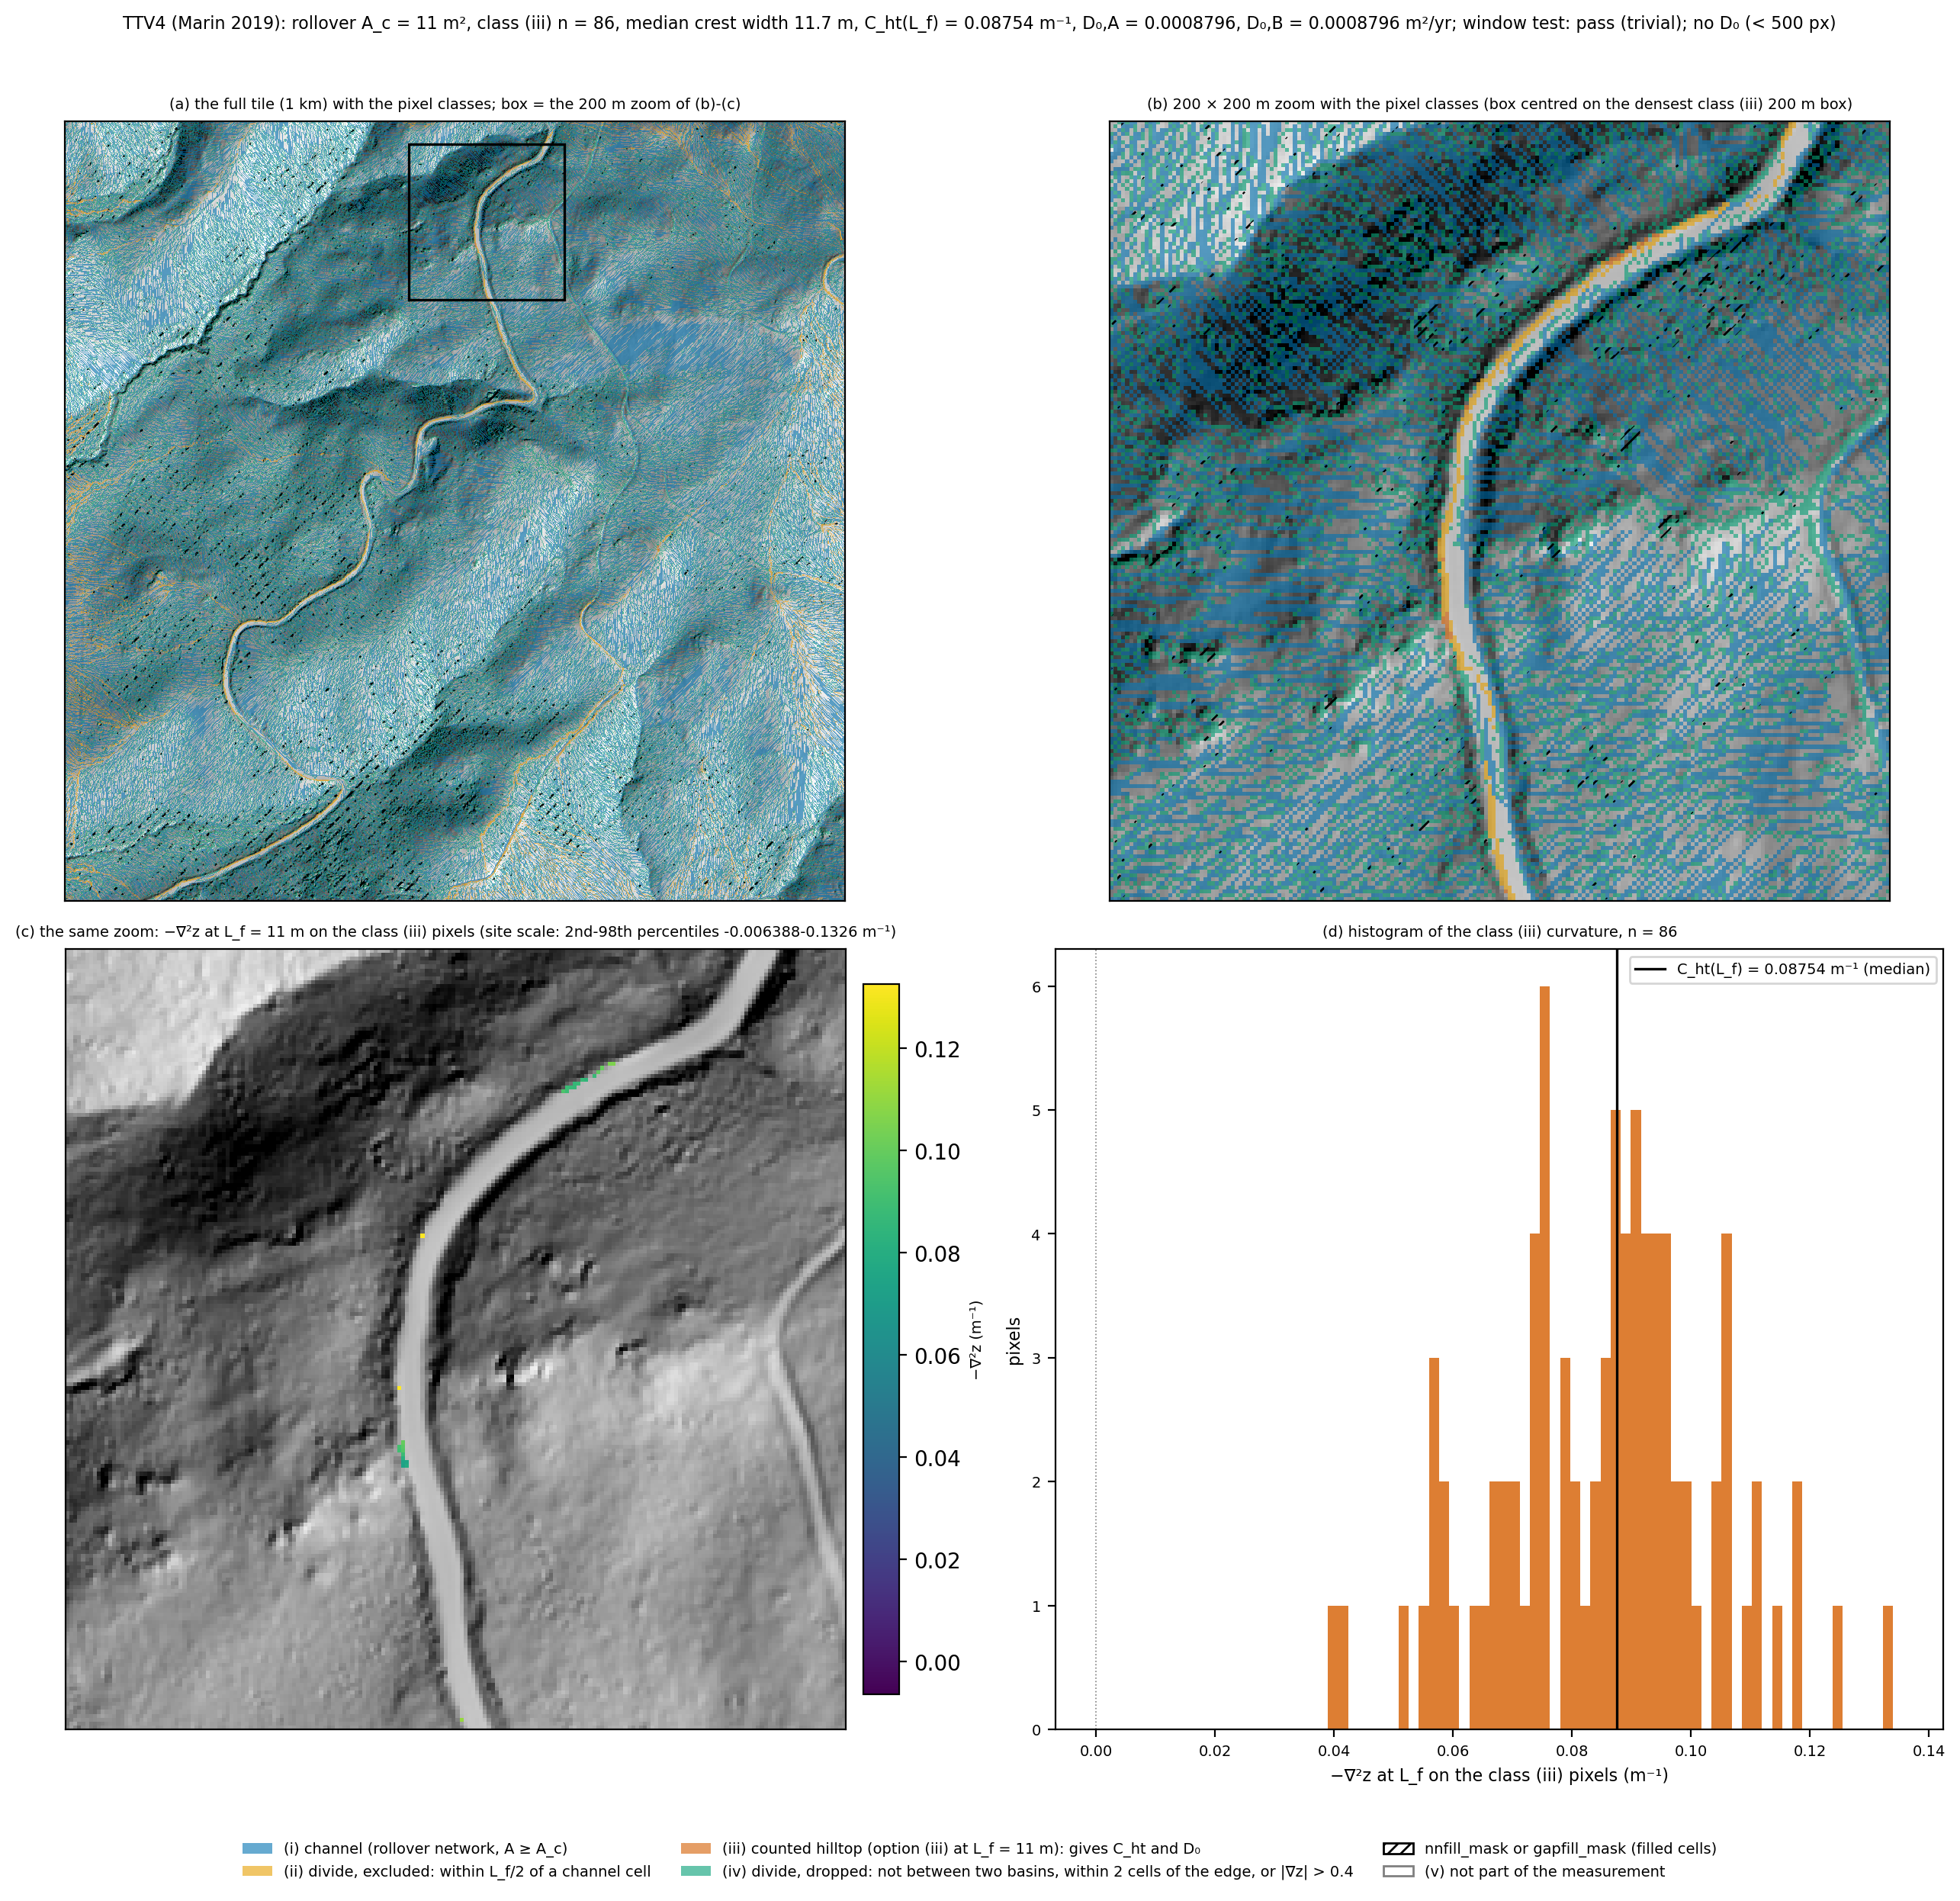 TTV4 (Marin 2019): rollover A_c = 11 m², class (iii) n = 86, median crest width 11.7 m, C_ht(L_f) = 0.08754 m⁻¹, D₀,A = 0.0008796, D₀,B = 0.0008796 m²/yr; window test: pass (trivial); no D₀ (< 500 px)
(a) the full tile (1 km) with the pixel classes; box = the 200 m zoom of (b)-(c)
(b) 200 × 200 m zoom with the pixel classes (box centred on the densest class (iii) 200 m box)
(c) the same zoom: −∇²z at L_f = 11 m on the class (iii) pixels (site scale: 2nd-98th percentiles -0.006388-0.1326 m⁻¹)
0.12
0.10
0.08
0.06
0.04
0.02
0.00
−∇²z (m⁻¹)
(d) histogram of the class (iii) curvature, n = 86
C_ht(L_f) = 0.08754 m⁻¹ (median)
6
5
4
3
2
1
0
pixels
0.00 0.02 0.04 0.06 0.08 0.10 0.12 0.14
−∇²z at L_f on the class (iii) pixels (m⁻¹)
(i) channel (rollover network, A ≥ A_c)
(ii) divide, excluded: within L_f/2 of a channel cell
(iii) counted hilltop (option (iii) at L_f = 11 m): gives C_ht and D₀
(iv) divide, dropped: not between two basins, within 2 cells of the edge, or |∇z| > 0.4
nnfill_mask or gapfill_mask (filled cells)
(v) not part of the measurement